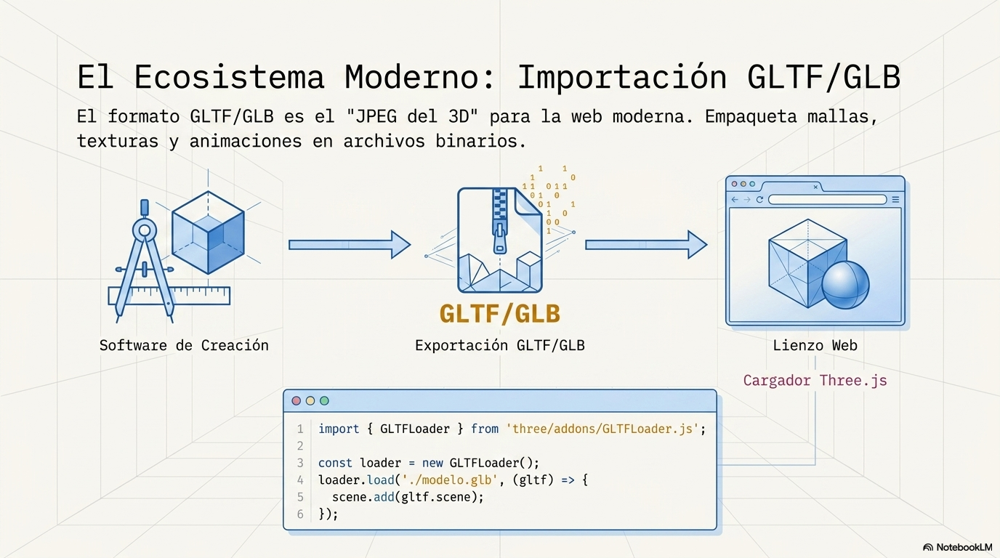 El Ecosistema Moderno: Importación GLTF/GLB
El formato GLTF/GLB es el "JPEG del 3D" para la web moderna. Empaqueta mallas,
texturas y animaciones en archivos binarios.
1 1
1 0
11 011
01 0
01 1
1 0
00
1
GLTF/GLB
Software de Creación
Exportación GLTF/GLB
Lienzo Web
Cargador Three.js
1 import { GLTFLoader } from 'three/addons/GLTFLoader.js';
2
3 const loader = new GLTFLoader();
4 loader.load('./modelo.glb', (gltf) => {
5   scene.add(gltf.scene);
6 });
NotebookLM